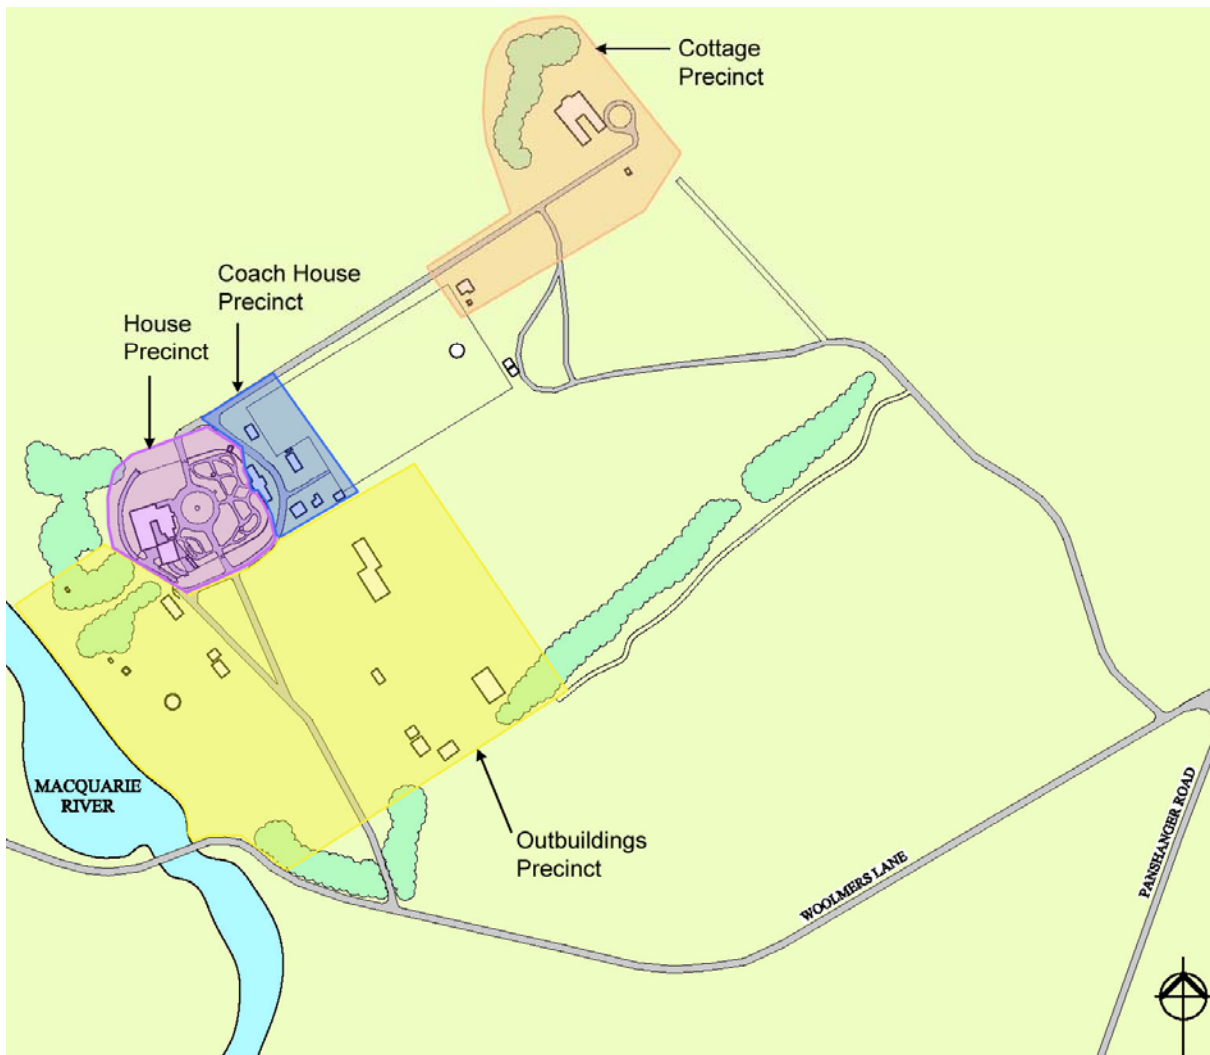 Cottage
Precinct
Coach House
Precinct
House
Precinct
MACQUARIE
RIVER
Outbuildings
Precinct
WOOLMERS LANE
PANSHANGER ROAD